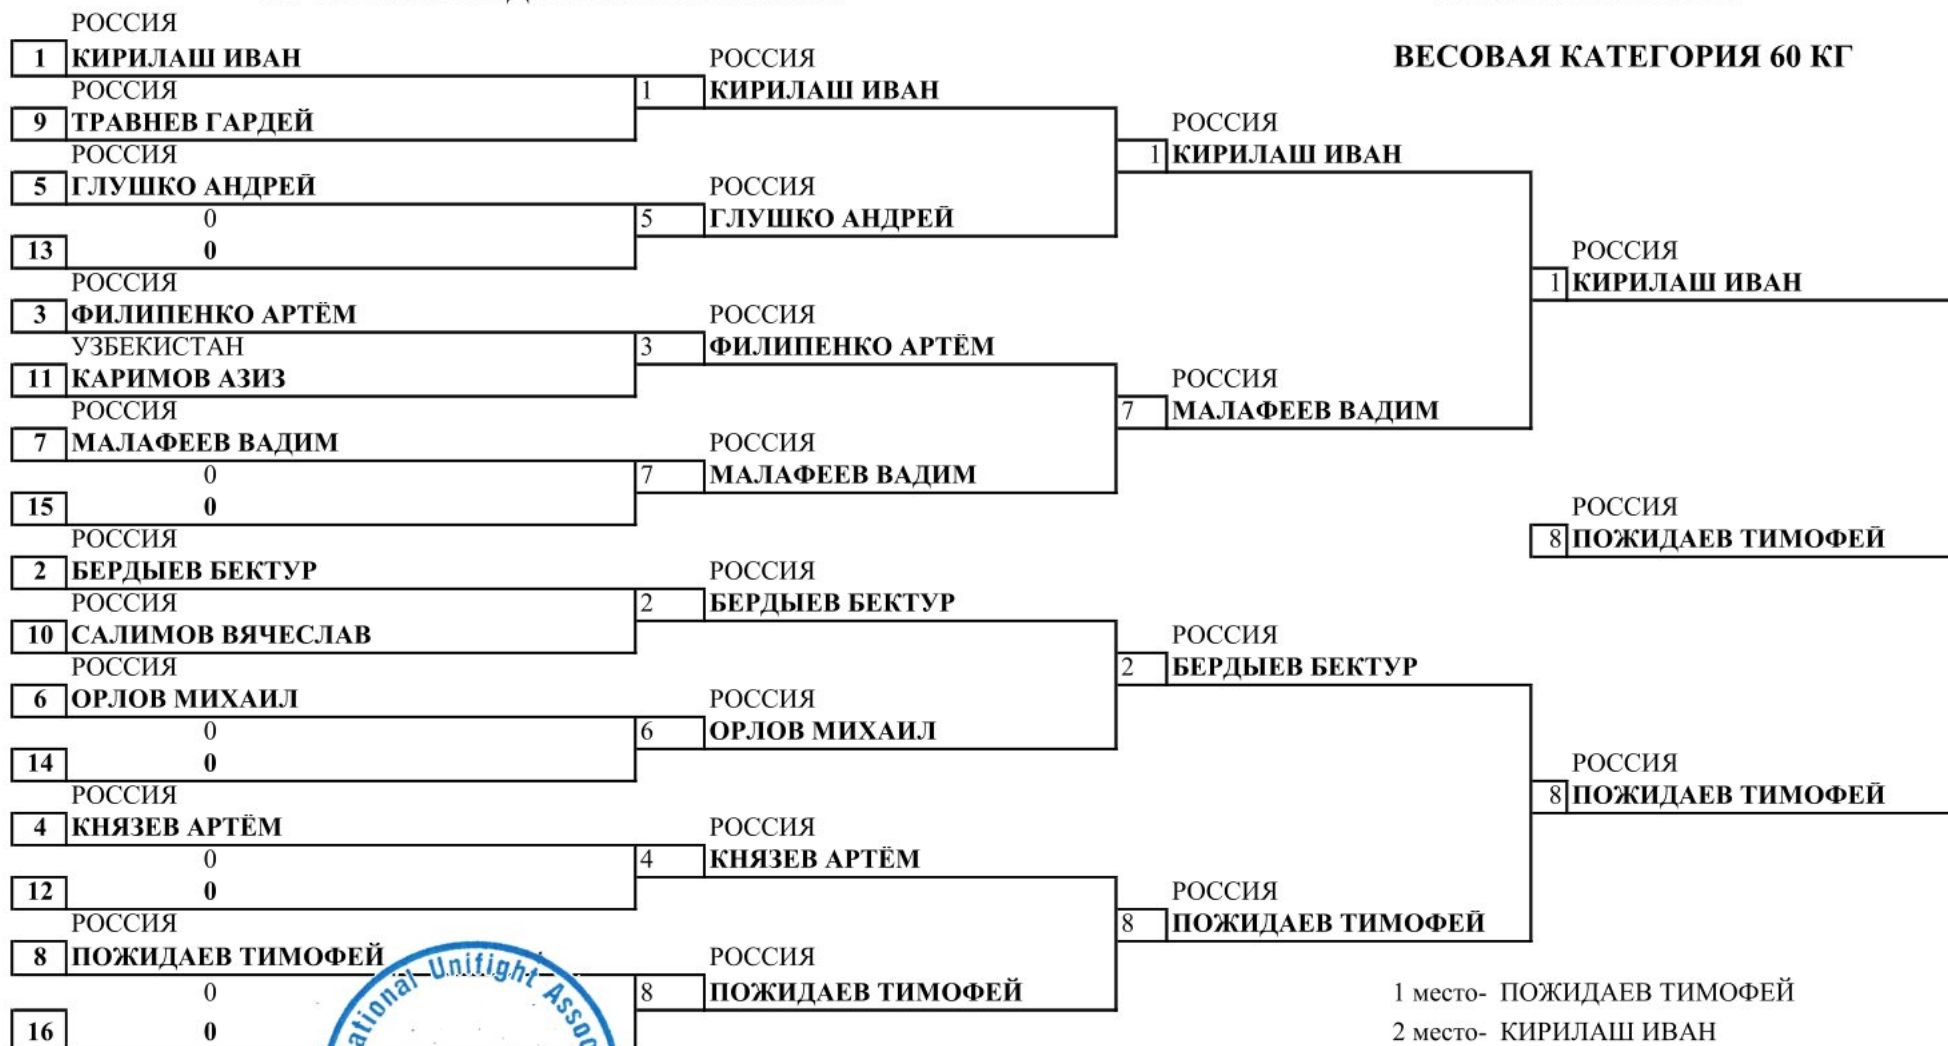 РОССИЯ
1 КИРИЛАШ ИВАН
РОССИЯ
9 ТРАВНЕВ ГАРДЕЙ
РОССИЯ
5 ГЛУШКО АНДРЕЙ
0
13 0
РОССИЯ
3 ФИЛИПЕНКО АРТЁМ
УЗБЕКИСТАН
11 КАРИМОВ АЗИЗ
РОССИЯ
7 МАЛАФЕЕВ ВАДИМ
0
15 0
РОССИЯ
2 БЕРДЫЕВ БЕКТУР
РОССИЯ
10 САЛИМОВ ВЯЧЕСЛАВ
РОССИЯ
6 ОРЛОВ МИХАИЛ
0
14 0
РОССИЯ
4 КНЯЗЕВ АРТЁМ
0
12 0
РОССИЯ
8 ПОЖИДАЕВ ТИМОФЕЙ
0
16 0
Unifight
РОССИЯ
1 КИРИЛАШ ИВАН
РОССИЯ
5 ГЛУШКО АНДРЕЙ
РОССИЯ
3 ФИЛИПЕНКО АРТЁМ
РОССИЯ
7 МАЛАФЕЕВ ВАДИМ
РОССИЯ
2 БЕРДЫЕВ БЕКТУР
РОССИЯ
6 ОРЛОВ МИХАИЛ
РОССИЯ
4 КНЯЗЕВ АРТЁМ
РОССИЯ
8 ПОЖИДАЕВ ТИМОФЕЙ
ВЕСОВАЯ КАТЕГОРИЯ 60 КГ
РОССИЯ
1 КИРИЛАШ ИВАН
РОССИЯ
7 МАЛАФЕЕВ ВАДИМ
РОССИЯ
2 БЕРДЫЕВ БЕКТУР
РОССИЯ
8 ПОЖИДАЕВ ТИМОФЕЙ
РОССИЯ
1 КИРИЛАШ ИВАН
РОССИЯ
8 ПОЖИДАЕВ ТИМОФЕЙ
РОССИЯ
8 ПОЖИДАЕВ ТИМОФЕЙ
1 место- ПОЖИДАЕВ ТИМОФЕЙ
2 место- КИРИЛАШ ИВАН